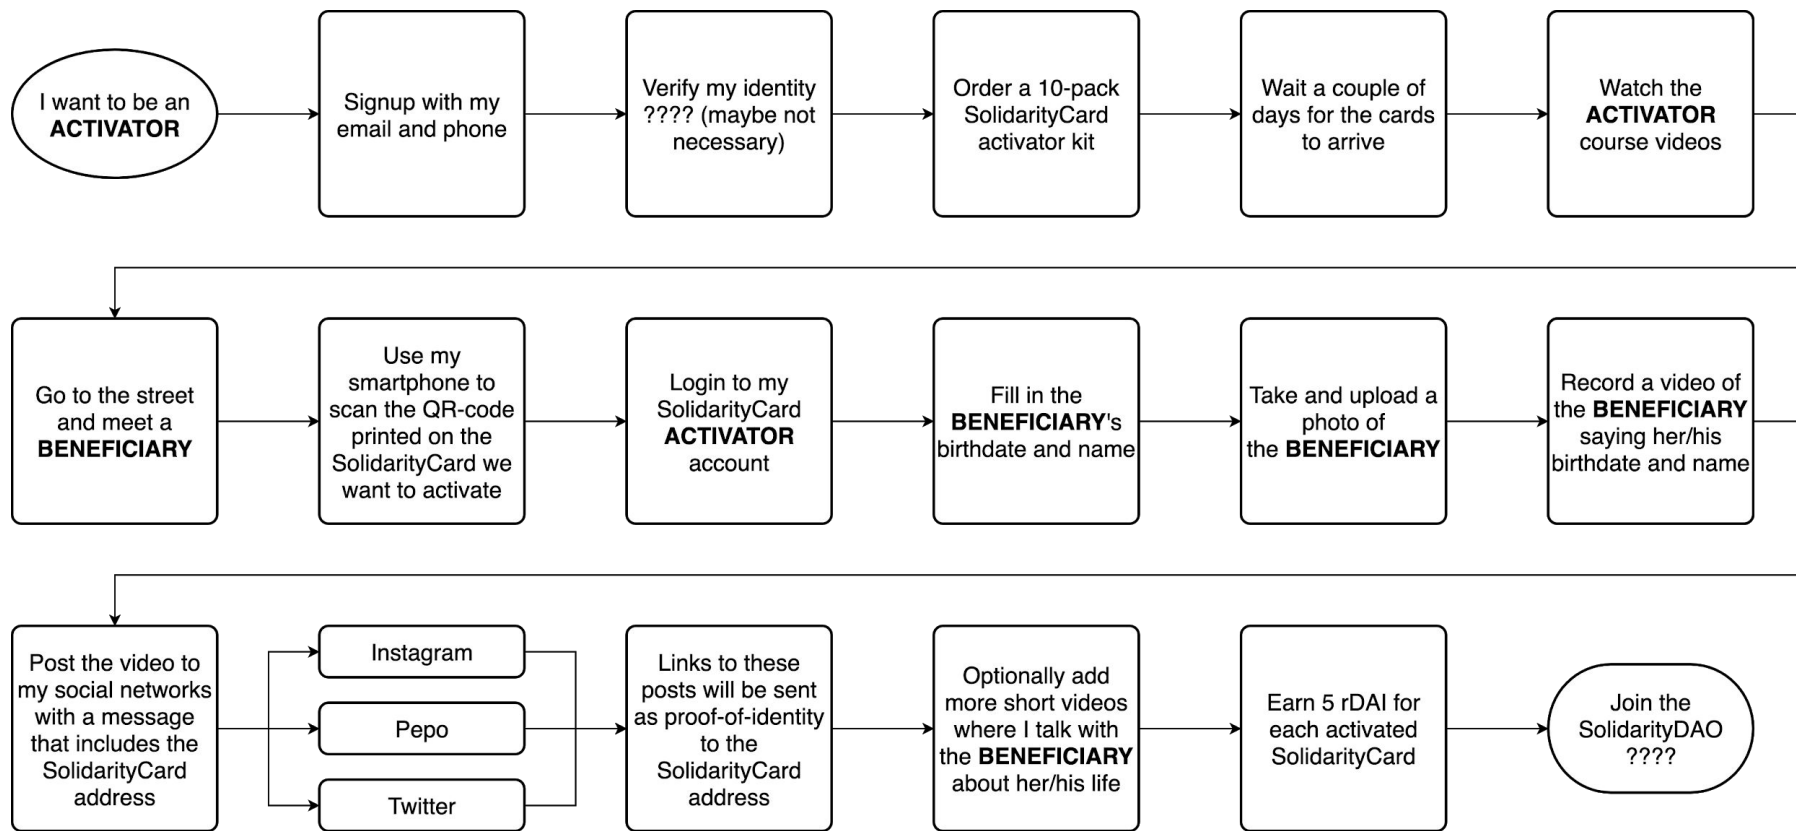 I want to be an
ACTIVATOR
Signup with my
email and phone
Verify my identity
???? (maybe not
necessary)
Order a 10-pack
SolidarityCard
activator kit
Wait a couple of
days for the cards
to arrive
Watch the
ACTIVATOR
course videos
Go to the street
and meet a
BENEFICIARY
Use my
smartphone to
scan the QR-code
printed on the
SolidarityCard we
want to activate
Login to my
SolidarityCard
ACTIVATOR
account
Fill in the
BENEFICIARY's
birthdate and name
Take and upload a
photo of
the BENEFICIARY
Record a video of
the BENEFICIARY
saying her/his
birthdate and name
Post the video to
my social networks
with a message
that includes the
SolidarityCard
address
Instagram
Pepo
Twitter
Links to these
posts will be sent
as proof-of-identity
to the
SolidarityCard
address
Optionally add
more short videos
where I talk with
the BENEFICIARY
about her/his life
Earn 5 rDAI for
each activated
SolidarityCard
Join the
SolidarityDAO
????